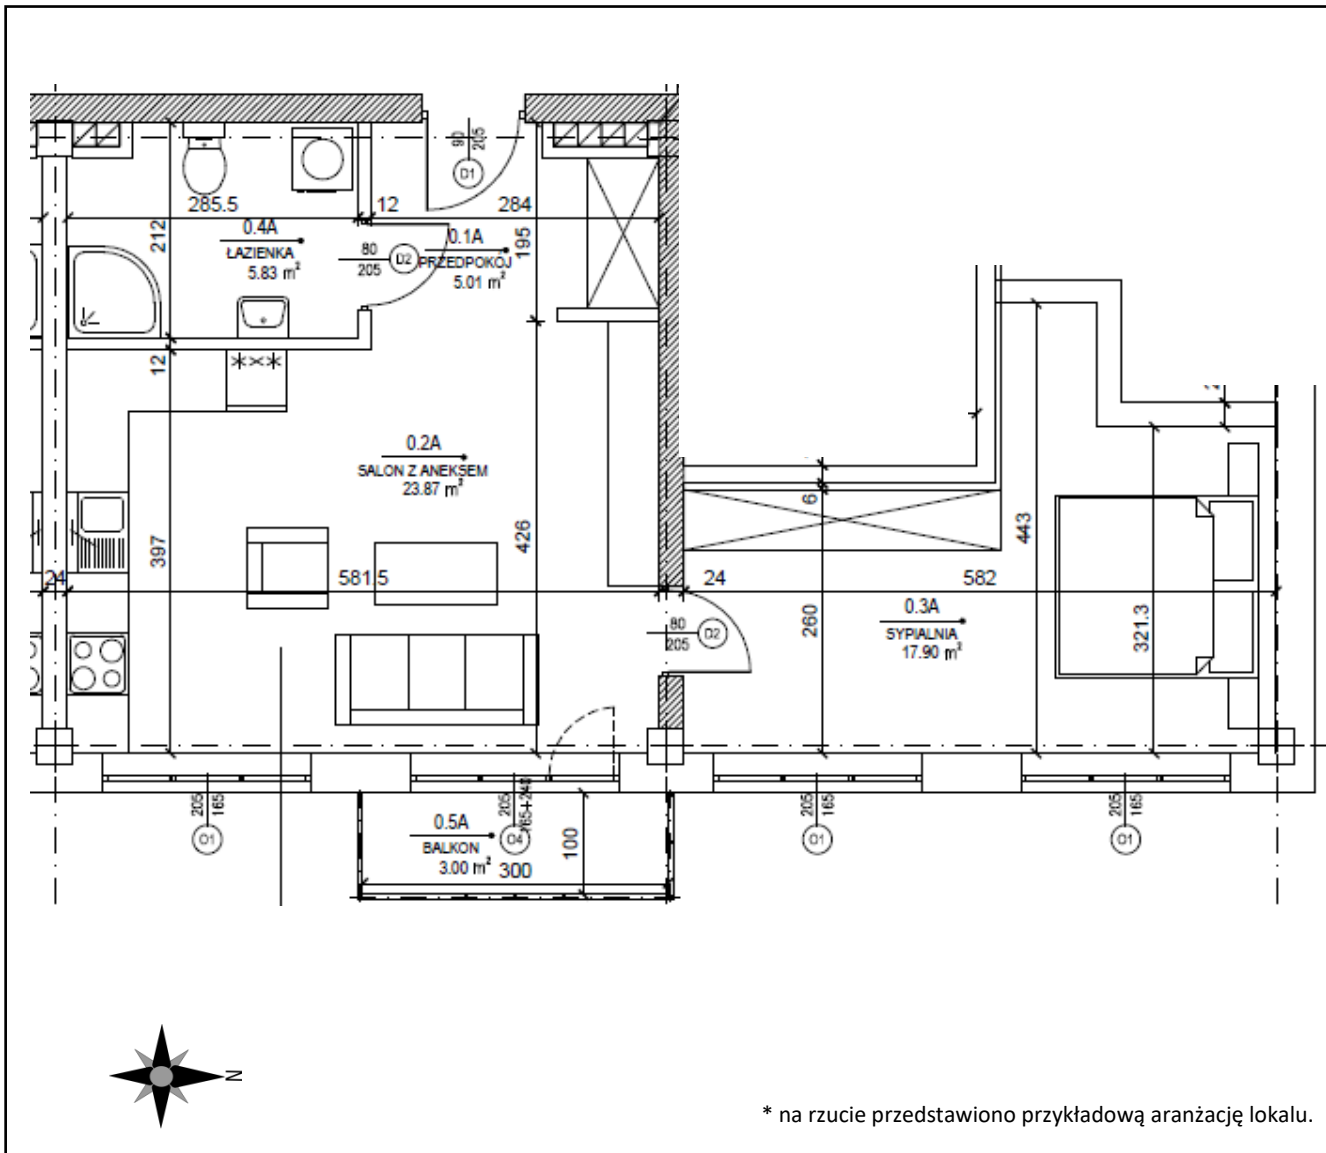 90
205
D1
285.5
12
284
212
0.4A
ŁAZIENKA
5.83 m²
80
205
D2
0.1A
PRZEDPOKÓJ
5.01 m²
195
12
0.2A
SALON Z ANEKSEM
23.87 m²
397
426
6
443
24
581.5
24
582
80
205
D2
260
0.3A
SYPIALNIA
17.90 m²
321.3
205
165
O1
0.5A
BALKON
3.00 m²
205
165+240
O4
100
300
205
165
O1
205
165
O1
N
* na rzucie przedstawiono przykładową aranżację lokalu.